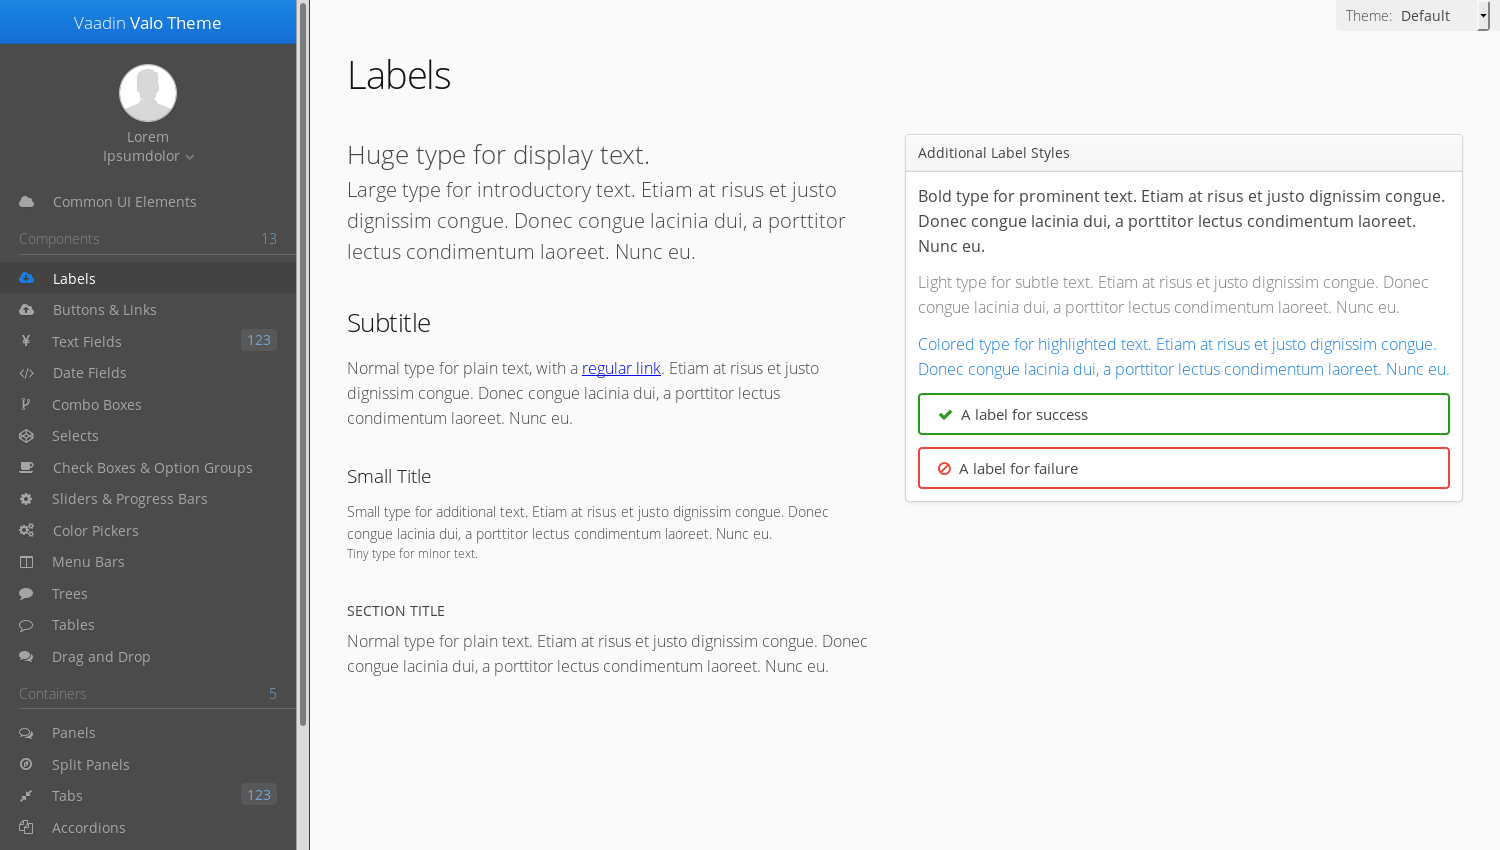 Vaadin Valo Theme
Lorem
Ipsumdolor
Common UI Elements
Components 13
Labels
Buttons & Links
Text Fields 123
Date Fields
Combo Boxes
Selects
Check Boxes & Option Groups
Sliders & Progress Bars
Color Pickers
Menu Bars
Trees
Tables
Drag and Drop
Containers 5
Panels
Split Panels
Tabs 123
Accordions
Theme: Default
Labels
Huge type for display text.
Large type for introductory text. Etiam at risus et justo
dignissim congue. Donec congue lacinia dui, a porttitor
lectus condimentum laoreet. Nunc eu.
Subtitle
Normal type for plain text, with a regular link. Etiam at risus et justo
dignissim congue. Donec congue lacinia dui, a porttitor lectus
condimentum laoreet. Nunc eu.
Small Title
Small type for additional text. Etiam at risus et justo dignissim congue. Donec
congue lacinia dui, a porttitor lectus condimentum laoreet. Nunc eu.
Tiny type for minor text.
SECTION TITLE
Normal type for plain text. Etiam at risus et justo dignissim congue. Donec
congue lacinia dui, a porttitor lectus condimentum laoreet. Nunc eu.
Additional Label Styles
Bold type for prominent text. Etiam at risus et justo dignissim congue.
Donec congue lacinia dui, a porttitor lectus condimentum laoreet.
Nunc eu.
Light type for subtle text. Etiam at risus et justo dignissim congue. Donec
congue lacinia dui, a porttitor lectus condimentum laoreet. Nunc eu.
Colored type for highlighted text. Etiam at risus et justo dignissim congue.
Donec congue lacinia dui, a porttitor lectus condimentum laoreet. Nunc eu.
A label for success
A label for failure